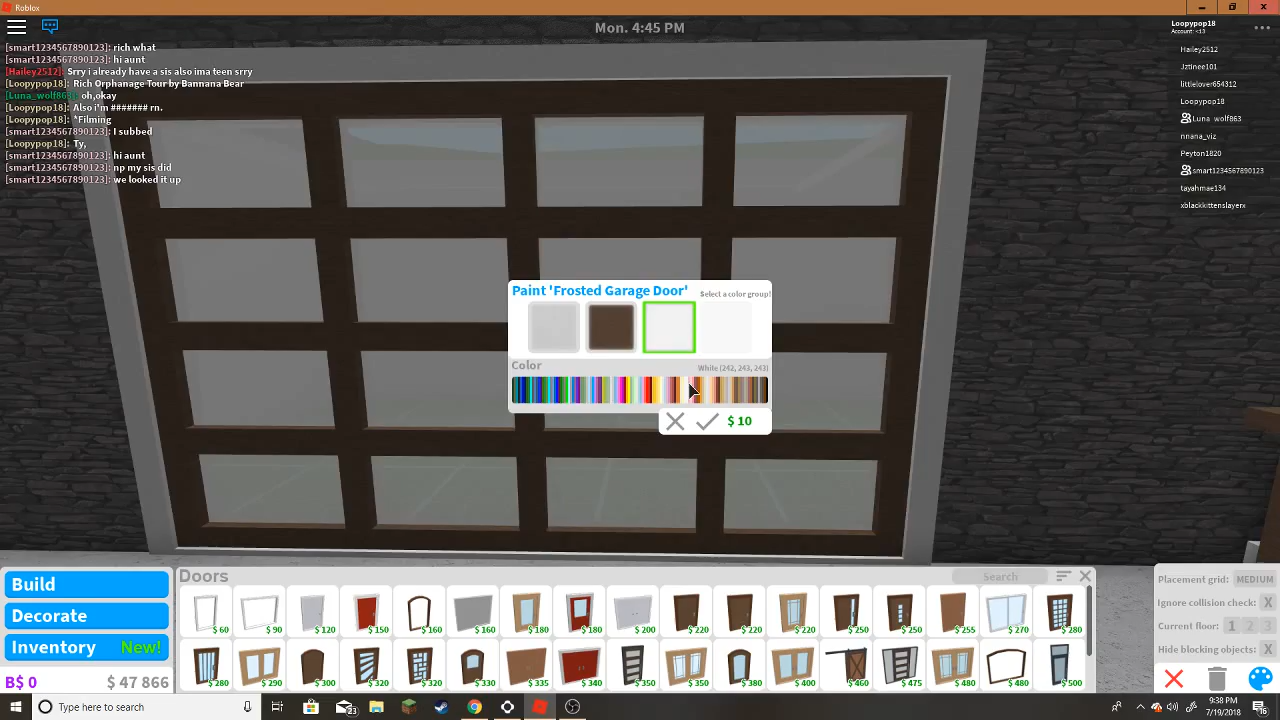 Roblox
Mon. 4:45 PM
Loopypop18
Account: <13
Hailey2512
Jztinee101
littlelover654312
Loopypop18
Luna_wolf863
nnana_viz
Peyton1820
smart1234567890123
tayahmae134
xblackkittenslayerx
[smart1234567890123]: rich what
[smart1234567890123]: hi aunt
[Hailey2512]: Srry i already have a sis also ima teen srry
[Loopypop18]: Rich Orphanage Tour by Bannana Bear
[Luna_wolf863]: oh,okay
[Loopypop18]: Also i'm ####### rn.
[Loopypop18]: *Filming
[smart1234567890123]: I subbed
[Loopypop18]: Ty,
[smart1234567890123]: hi aunt
[smart1234567890123]: np my sis did
[smart1234567890123]: we looked it up
Paint 'Frosted Garage Door'
Select a color group!
Color
White (242, 243, 243)
$ 10
Build
Decorate
Inventory New!
B$ 0 $ 47 866
Doors
Search
$ 60 $ 90 $ 120 $ 150 $ 160 $ 160 $ 180 $ 180 $ 200 $ 220 $ 220 $ 220 $ 250 $ 250 $ 255 $ 270 $ 280
$ 280 $ 290 $ 300 $ 320 $ 320 $ 330 $ 335 $ 340 $ 350 $ 350 $ 380 $ 400 $ 460 $ 475 $ 480 $ 480 $ 500
Placement grid: MEDIUM
Ignore collision check: X
Current floor: 1 2 3
Hide blocking objects: X
Type here to search
23
9:38 PM
7/19/2018